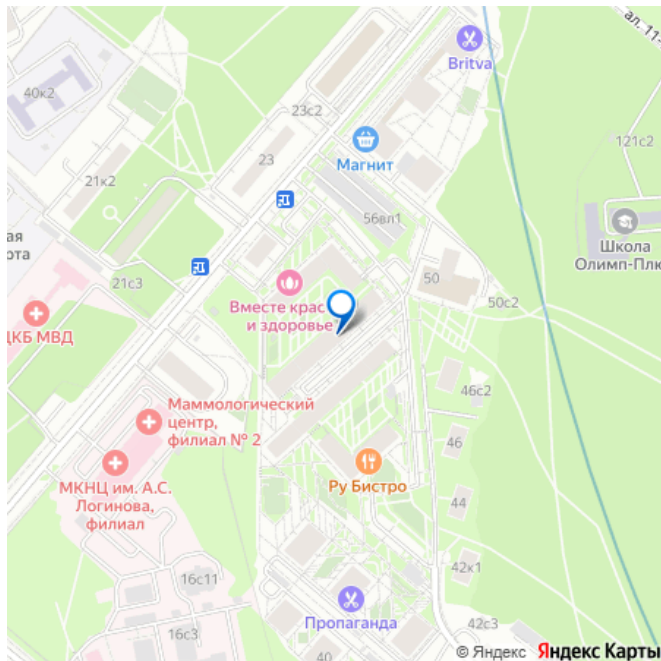 ал. 11-
40к2
Britva
23с2
121с2
23
Магнит
21к2
56вл1
ая
ота
Школа
Олимп-Плю
21с3
50
50с2
Вместе крас
и здоровье
ЦКБ МВД
46с2
Маммологический
центр,
филиал № 2
46
МКНЦ им. А.С.
Логинова,
филиал
Ру Бистро
44
16с11
42к1
Пропаганда
16с3
42с3
40
© Яндекс Яндекс Карты